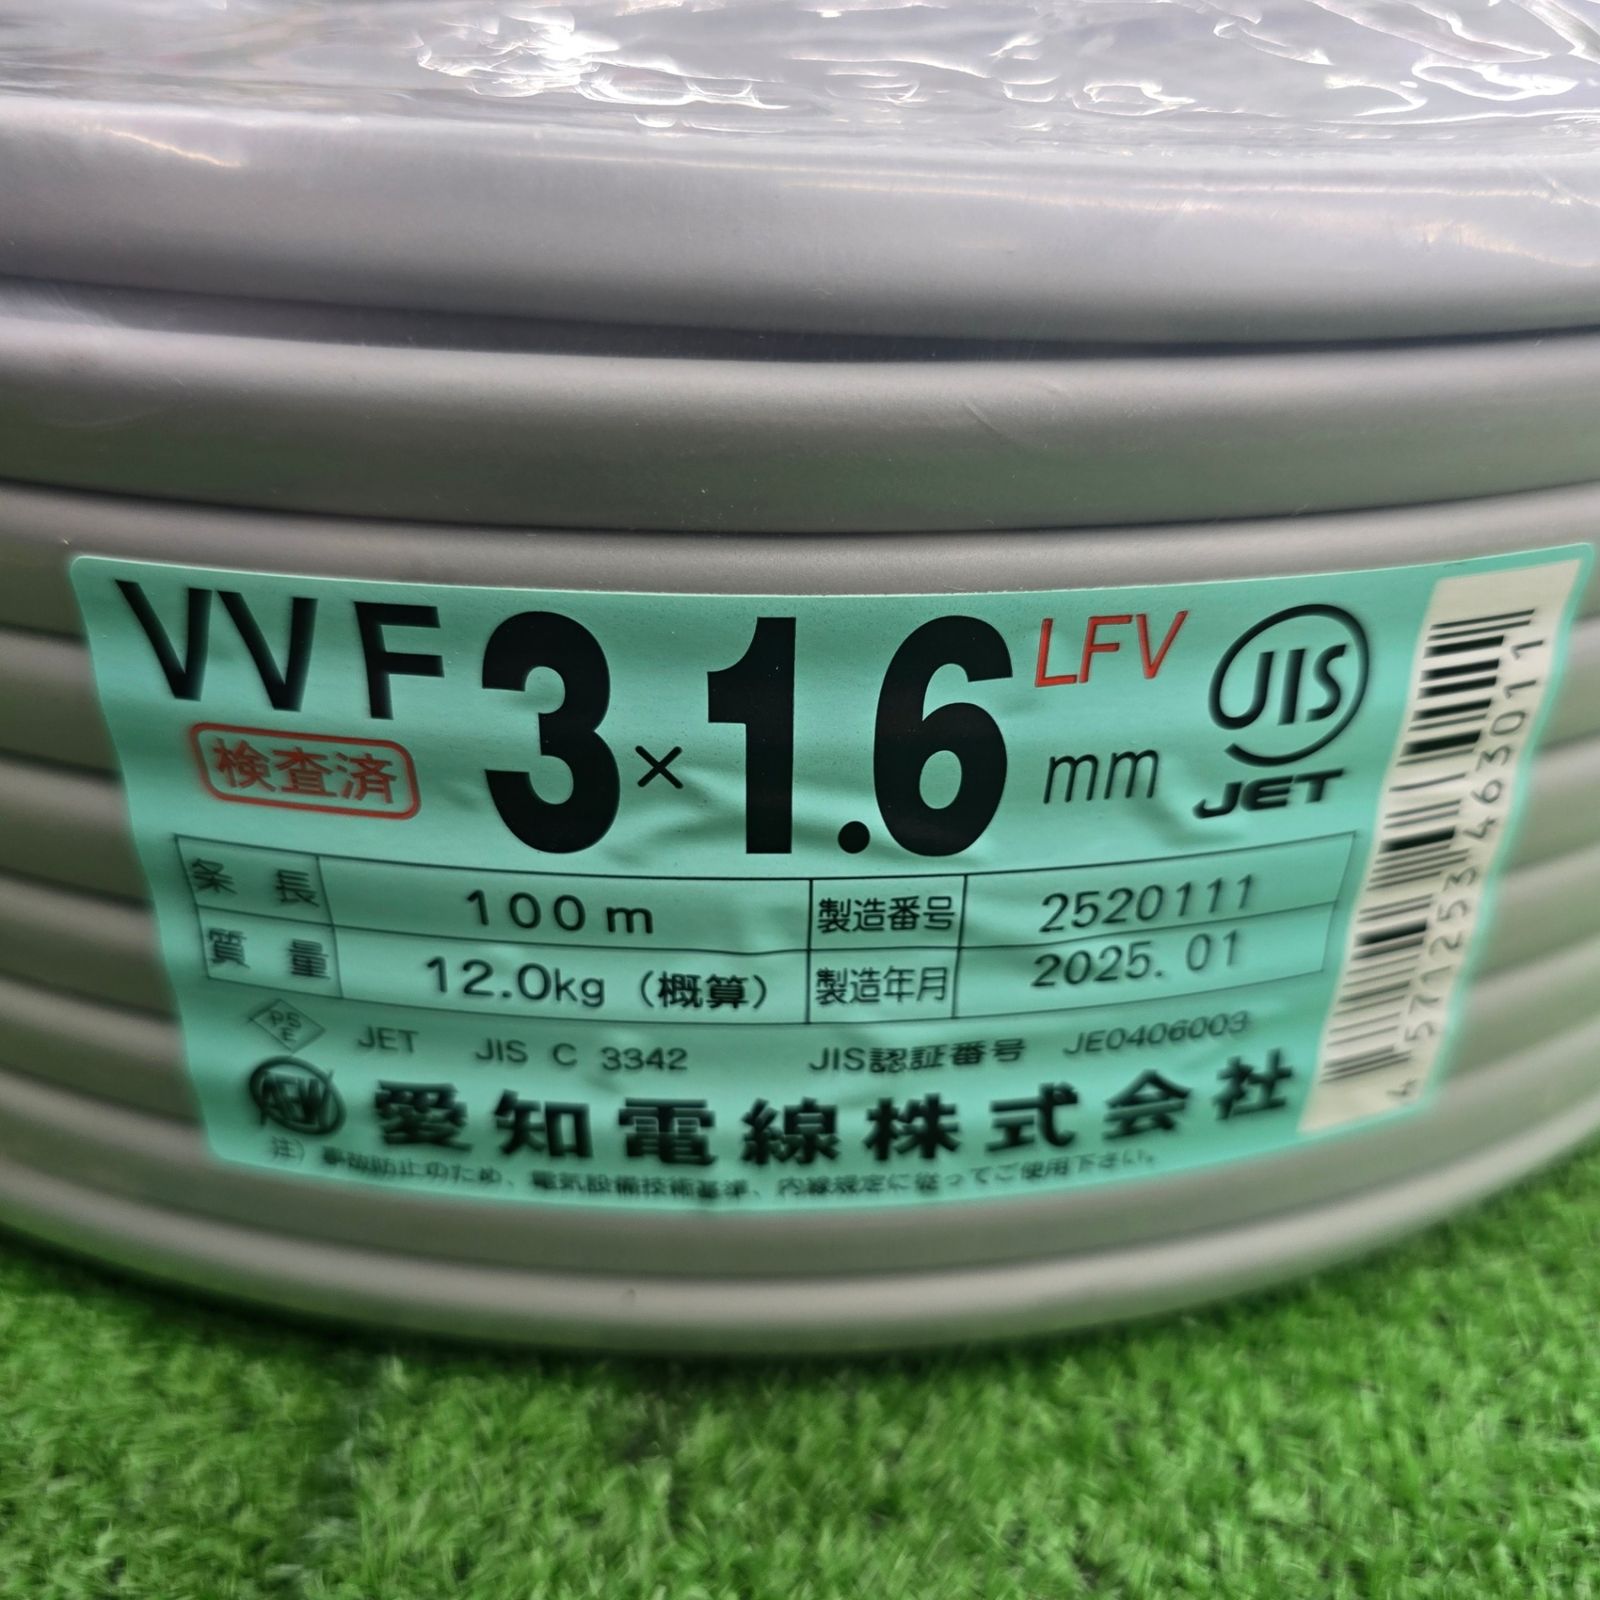 VVF 3×1.6 mm LFV
JIS
JET
検査済
条長 100m 製造番号 2520111
質量 12.0kg（概算） 製造年月 2025.01
PSE JET JIS C 3342 JIS認証番号 JE0406003
AEW 愛知電線株式会社
注）事故防止のため、電気設備技術基準、内線規定に従ってご使用下さい。
4571253463011